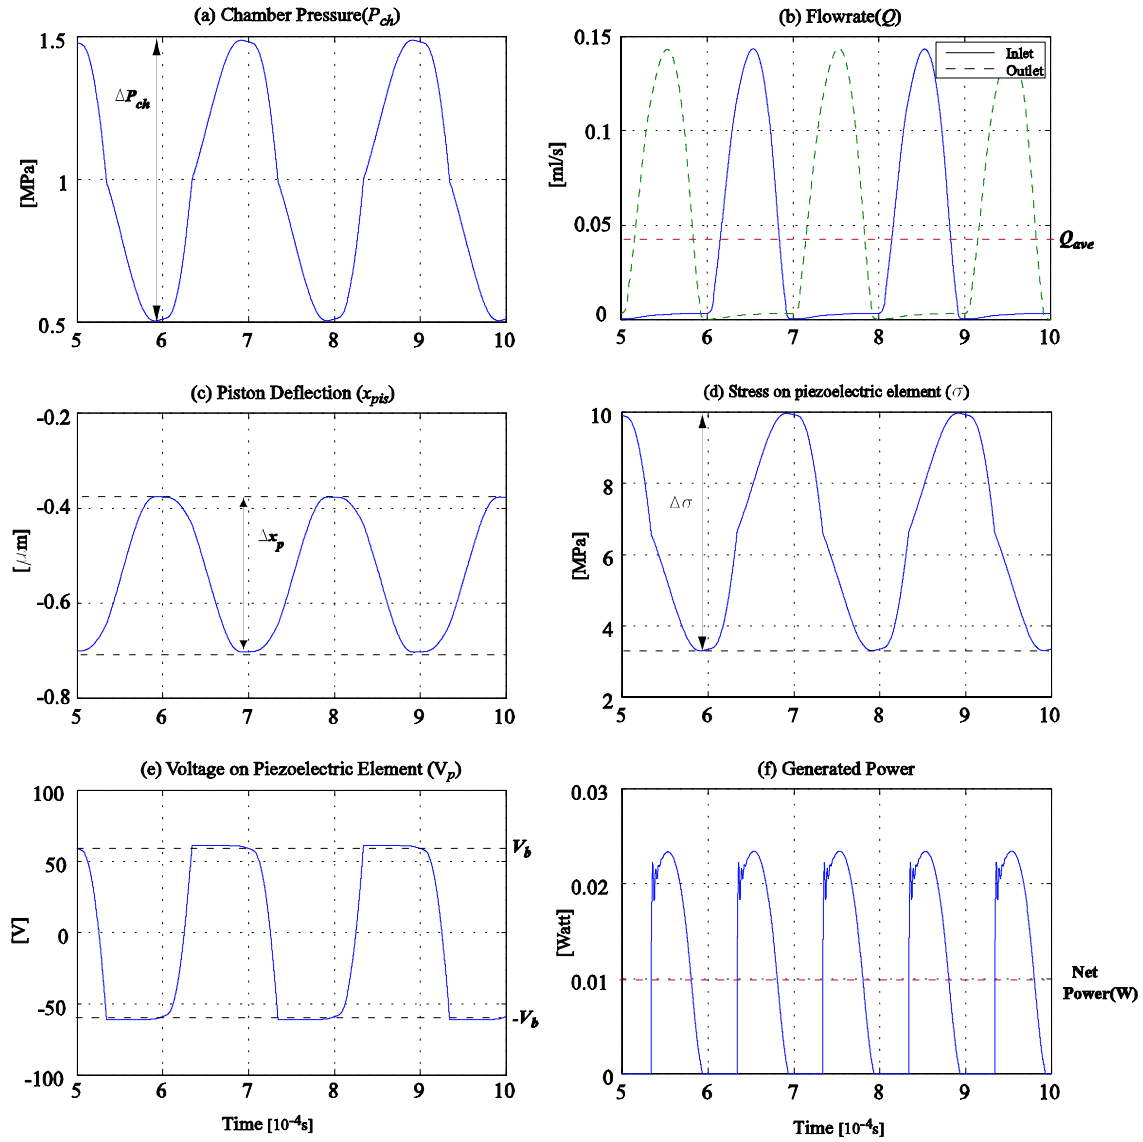 (a) Chamber Pressure(Pch)
1.5
1
0.5
[MPa]
ΔPch
5 6 7 8 9 10
(b) Flowrate(Q)
0.15
0.1
0.05
0
[ml/s]
Inlet
Outlet
Qave
5 6 7 8 9 10
(c) Piston Deflection (xpis)
-0.2
-0.4
-0.6
-0.8
[μm]
Δxp
5 6 7 8 9 10
(d) Stress on piezoelectric element (σ)
10
8
6
4
2
[MPa]
Δσ
5 6 7 8 9 10
(e) Voltage on Piezoelectric Element (Vp)
100
50
0
-50
-100
[V]
Vb
-Vb
5 6 7 8 9 10
Time [10-4s]
(f) Generated Power
0.03
0.02
0.01
0
[Watt]
Net
Power(W)
5 6 7 8 9 10
Time [10-4s]